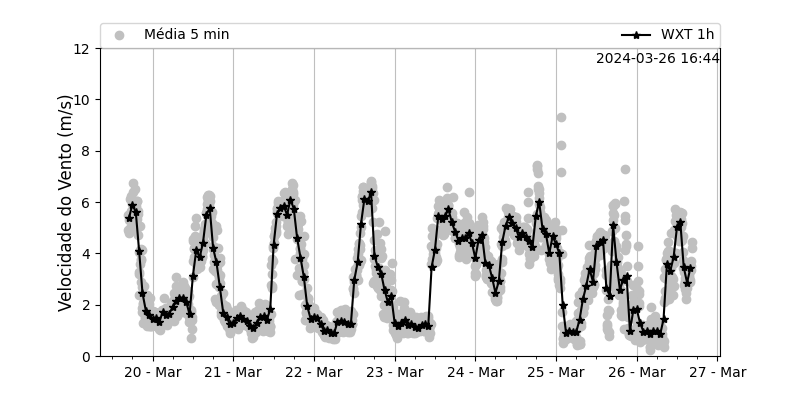 Média 5 min
WXT 1h
2024-03-26 16:44
Velocidade do Vento (m/s)
12
10
8
6
4
2
0
20 - Mar
21 - Mar
22 - Mar
23 - Mar
24 - Mar
25 - Mar
26 - Mar
27 - Mar